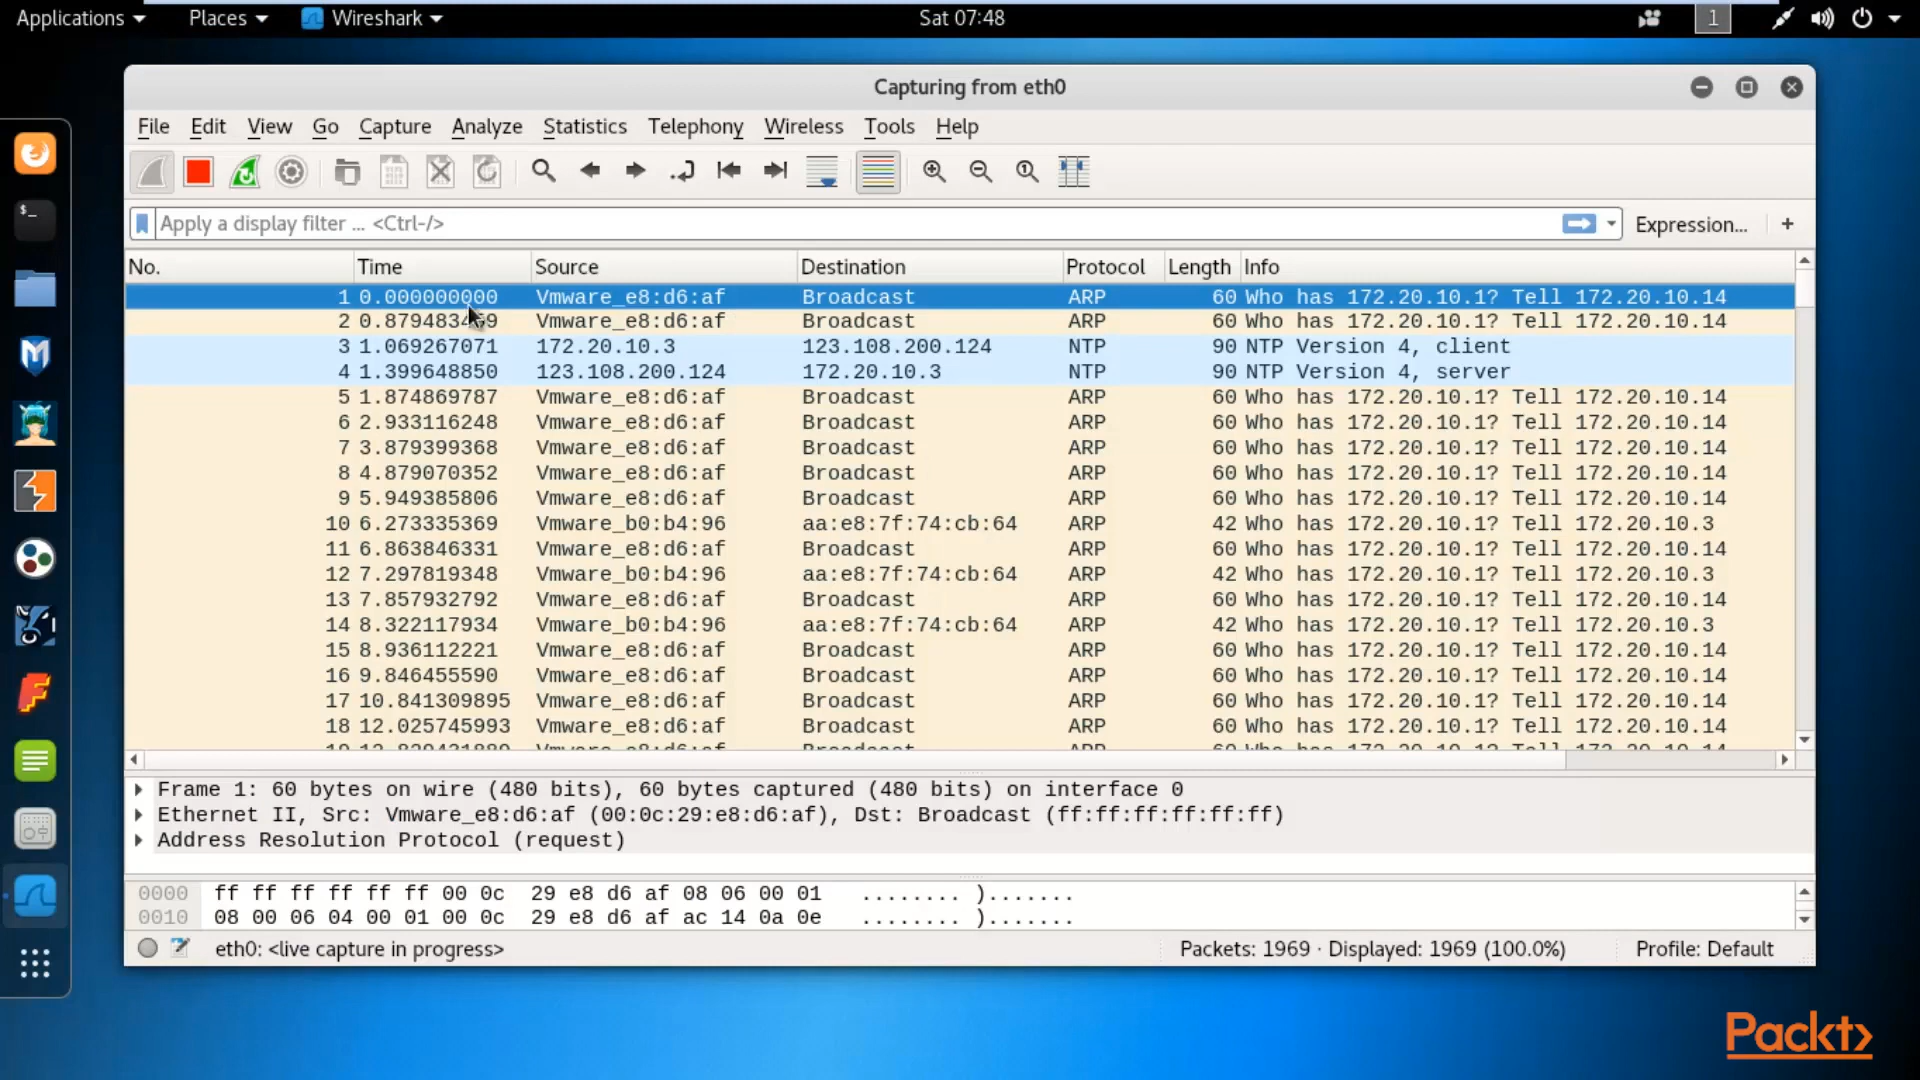 Applications Places Wireshark Sat 07:48 1
Capturing from eth0
File Edit View Go Capture Analyze Statistics Telephony Wireless Tools Help
Apply a display filter ... <Ctrl-/> Expression... +
No. Time Source Destination Protocol Length Info
1 0.000000000 Vmware_e8:d6:af Broadcast ARP 60 Who has 172.20.10.1? Tell 172.20.10.14
2 Vmware_e8:d6:af Broadcast ARP 60 Who has 172.20.10.1? Tell 172.20.10.14
3 1.069267071 172.20.10.3 123.108.200.124 NTP 90 NTP Version 4, client
4 1.399648850 123.108.200.124 172.20.10.3 NTP 90 NTP Version 4, server
5 1.874869787 Vmware_e8:d6:af Broadcast ARP 60 Who has 172.20.10.1? Tell 172.20.10.14
6 2.933116248 Vmware_e8:d6:af Broadcast ARP 60 Who has 172.20.10.1? Tell 172.20.10.14
7 3.879399368 Vmware_e8:d6:af Broadcast ARP 60 Who has 172.20.10.1? Tell 172.20.10.14
8 4.879070352 Vmware_e8:d6:af Broadcast ARP 60 Who has 172.20.10.1? Tell 172.20.10.14
9 5.949385806 Vmware_e8:d6:af Broadcast ARP 60 Who has 172.20.10.1? Tell 172.20.10.14
10 6.273335369 Vmware_b0:b4:96 aa:e8:7f:74:cb:64 ARP 42 Who has 172.20.10.1? Tell 172.20.10.3
11 6.863846331 Vmware_e8:d6:af Broadcast ARP 60 Who has 172.20.10.1? Tell 172.20.10.14
12 7.297819348 Vmware_b0:b4:96 aa:e8:7f:74:cb:64 ARP 42 Who has 172.20.10.1? Tell 172.20.10.3
13 7.857932792 Vmware_e8:d6:af Broadcast ARP 60 Who has 172.20.10.1? Tell 172.20.10.14
14 8.322117934 Vmware_b0:b4:96 aa:e8:7f:74:cb:64 ARP 42 Who has 172.20.10.1? Tell 172.20.10.3
15 8.936112221 Vmware_e8:d6:af Broadcast ARP 60 Who has 172.20.10.1? Tell 172.20.10.14
16 9.846455590 Vmware_e8:d6:af Broadcast ARP 60 Who has 172.20.10.1? Tell 172.20.10.14
17 10.841309895 Vmware_e8:d6:af Broadcast ARP 60 Who has 172.20.10.1? Tell 172.20.10.14
18 12.025745993 Vmware_e8:d6:af Broadcast ARP 60 Who has 172.20.10.1? Tell 172.20.10.14
Frame 1: 60 bytes on wire (480 bits), 60 bytes captured (480 bits) on interface 0
Ethernet II, Src: Vmware_e8:d6:af (00:0c:29:e8:d6:af), Dst: Broadcast (ff:ff:ff:ff:ff:ff)
Address Resolution Protocol (request)
0000 ff ff ff ff ff ff 00 0c 29 e8 d6 af 08 06 00 01 ........ ).......
0010 08 00 06 04 00 01 00 0c 29 e8 d6 af ac 14 0a 0e ........ ).......
eth0: <live capture in progress> Packets: 1969 · Displayed: 1969 (100.0%) Profile: Default
Packt>